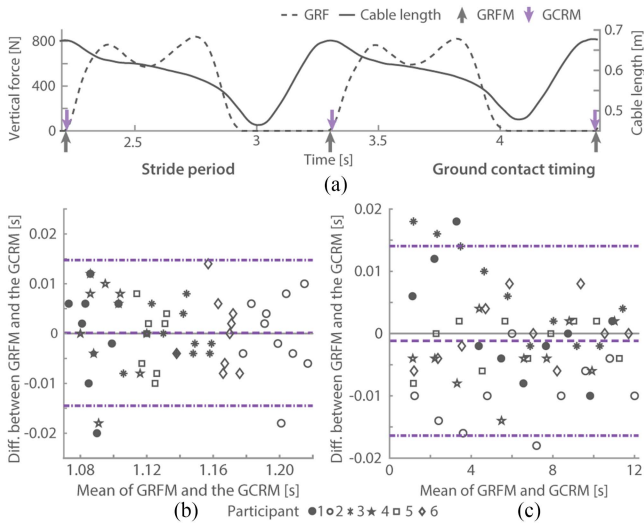 GRF Cable length GRFM GCRM
Vertical force [N]
800
400
0
Cable length [m]
0.7
0.6
0.5
2.5 3 3.5 4
Time [s]
Stride period Ground contact timing
(a)
Diff. between GRFM and the GCRM [s]
0.02
0.01
0
-0.01
-0.02
1.08 1.12 1.16 1.20
Mean of GRFM and the GCRM [s]
(b)
Diff. between GRFM and the GCRM [s]
0.02
0.01
0
-0.01
-0.02
0 4 8 12
Mean of GRFM and GCRM [s]
(c)
Participant 1 2 3 4 5 6